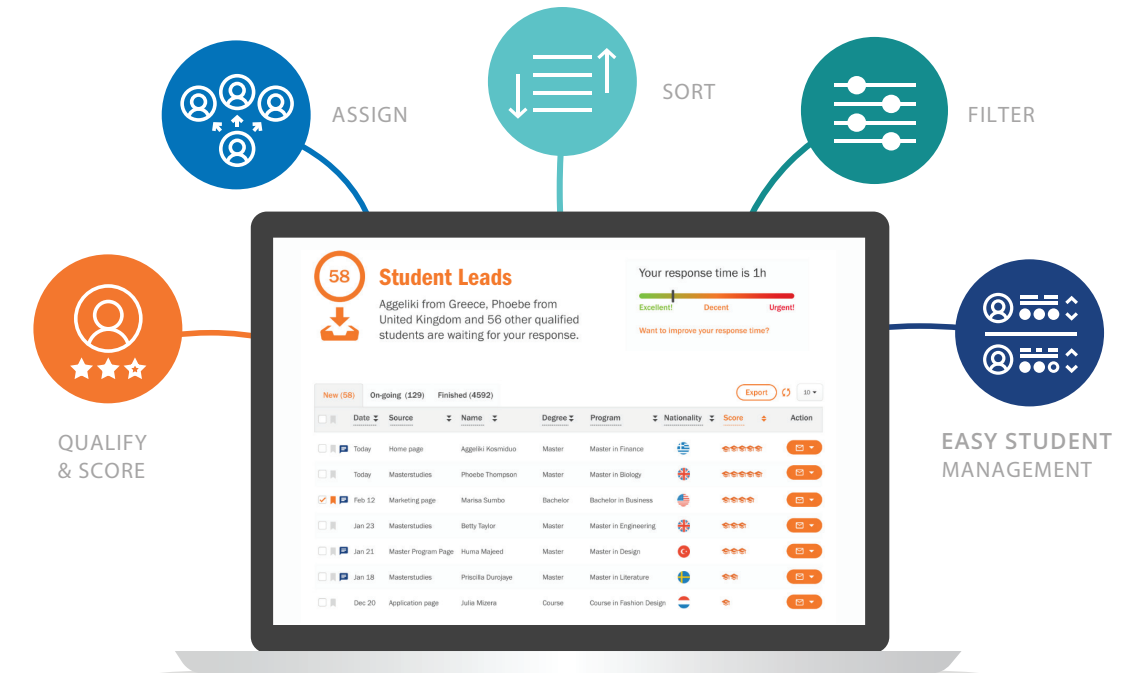 ASSIGN
SORT
FILTER
QUALIFY
& SCORE
EASY STUDENT
MANAGEMENT
58
Student Leads
Aggeliki from Greece, Phoebe from
United Kingdom and 56 other qualified
students are waiting for your response.
Your response time is 1h
Excellent! Decent Urgent!
Want to improve your response time?
New (58) On-going (129) Finished (4592) Export 10
Date Source Name Degree Program Nationality Score Action
Today Home page Aggeliki Kosmiduo Master Master in Finance
Today Masterstudies Phoebe Thompson Master Master in Biology
Feb 12 Marketing page Marisa Sumbo Bachelor Bachelor in Business
Jan 23 Masterstudies Betty Taylor Master Master in Engineering
Jan 21 Master Program Page Huma Majeed Master Master in Design
Jan 18 Masterstudies Priscilla Durojaye Master Master in Literature
Dec 20 Application page Julia Mizera Course Course in Fashion Design